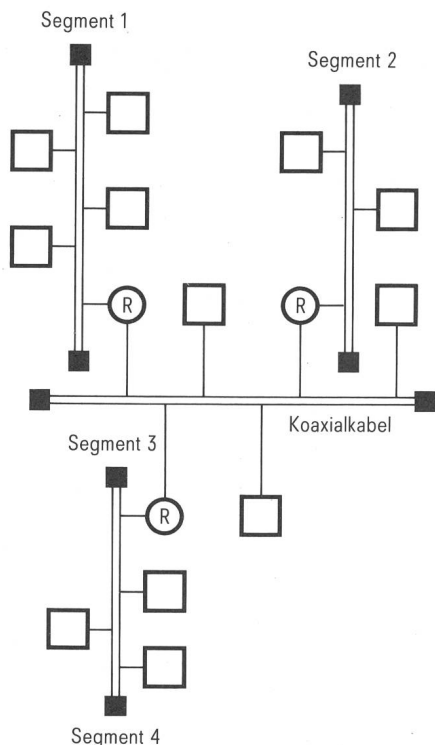 Segment 1
Segment 2
R
R
Koaxialkabel
Segment 3
R
Segment 4